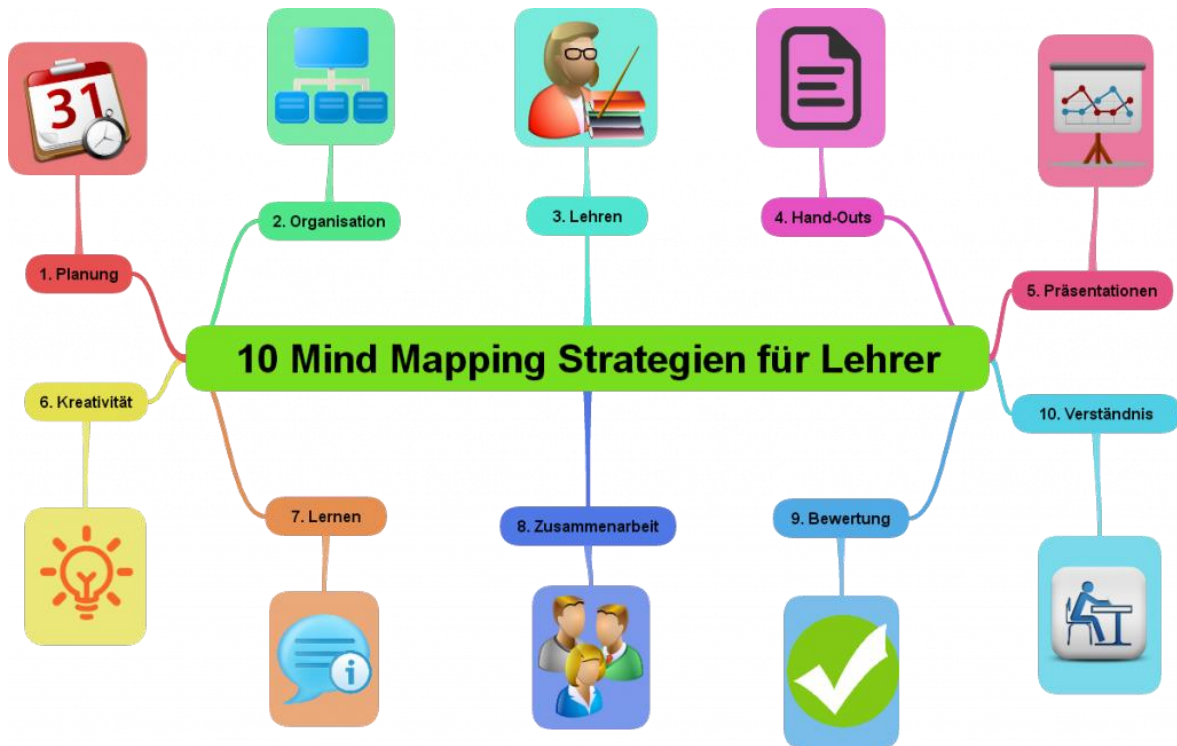 31
2. Organisation
3. Lehren
4. Hand-Outs
1. Planung
5. Präsentationen
10 Mind Mapping Strategien für Lehrer
6. Kreativität
10. Verständnis
7. Lernen
8. Zusammenarbeit
9. Bewertung
i